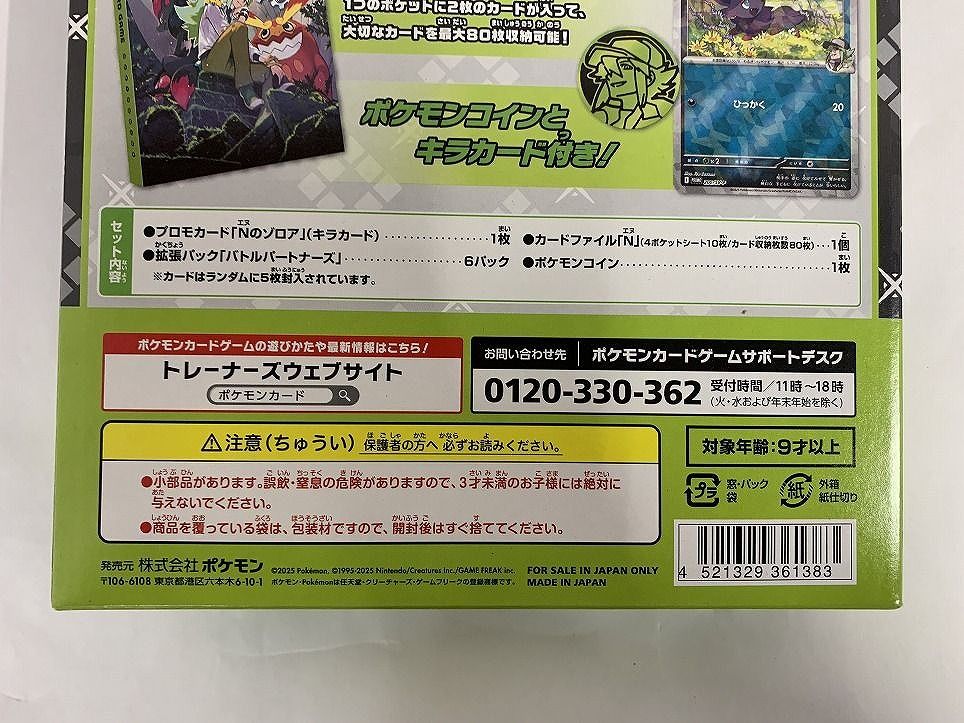 1つのポケットに2枚のカードが入って、
大切なカードを最大80枚収納可能!
ポケモンコインと
キラカード付き!
ひっかく 20
セット内容
●プロモカード「Nのゾロア」(キラカード)…1枚
●拡張パック「バトルパートナーズ」…6パック
※カードはランダムに5枚封入されています。
●カードファイル「N」(4ポケットシート10枚/カード収納枚数80枚)…1個
●ポケモンコイン…1枚
ポケモンカードゲームの遊びかたや最新情報はこちら!
トレーナーズウェブサイト
ポケモンカード
お問い合わせ先 ポケモンカードゲームサポートデスク
0120-330-362 受付時間/11時~18時
(火・水および年末年始を除く)
⚠注意(ちゅうい) 保護者の方へ 必ずお読みください。
●小部品があります。誤飲・窒息の危険がありますので、3才未満のお子様には絶対に
与えないでください。
●商品を覆っている袋は、包装材ですので、開封後はすぐ捨ててください。
対象年齢:9才以上
プラ 窓・パック
袋
紙 外箱
紙仕切り
発売元 株式会社ポケモン
〒106-6108 東京都港区六本木6-10-1
©2025 Pokémon. ©1995-2025 Nintendo/Creatures Inc./GAME FREAK inc.
ポケモン・Pokémonは任天堂・クリーチャーズ・ゲームフリークの登録商標です。
FOR SALE IN JAPAN ONLY
MADE IN JAPAN
4 521329 361383